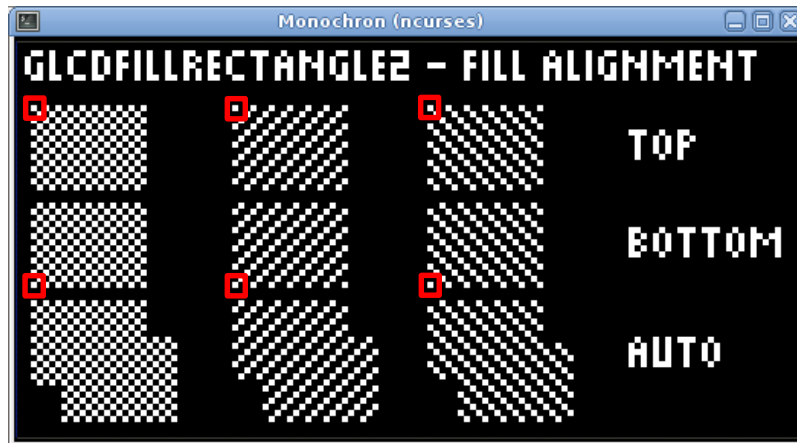 Monochron (ncurses)
GLCDFILLRECTANGLE2 - FILL ALIGNMENT
TOP
BOTTOM
AUTO